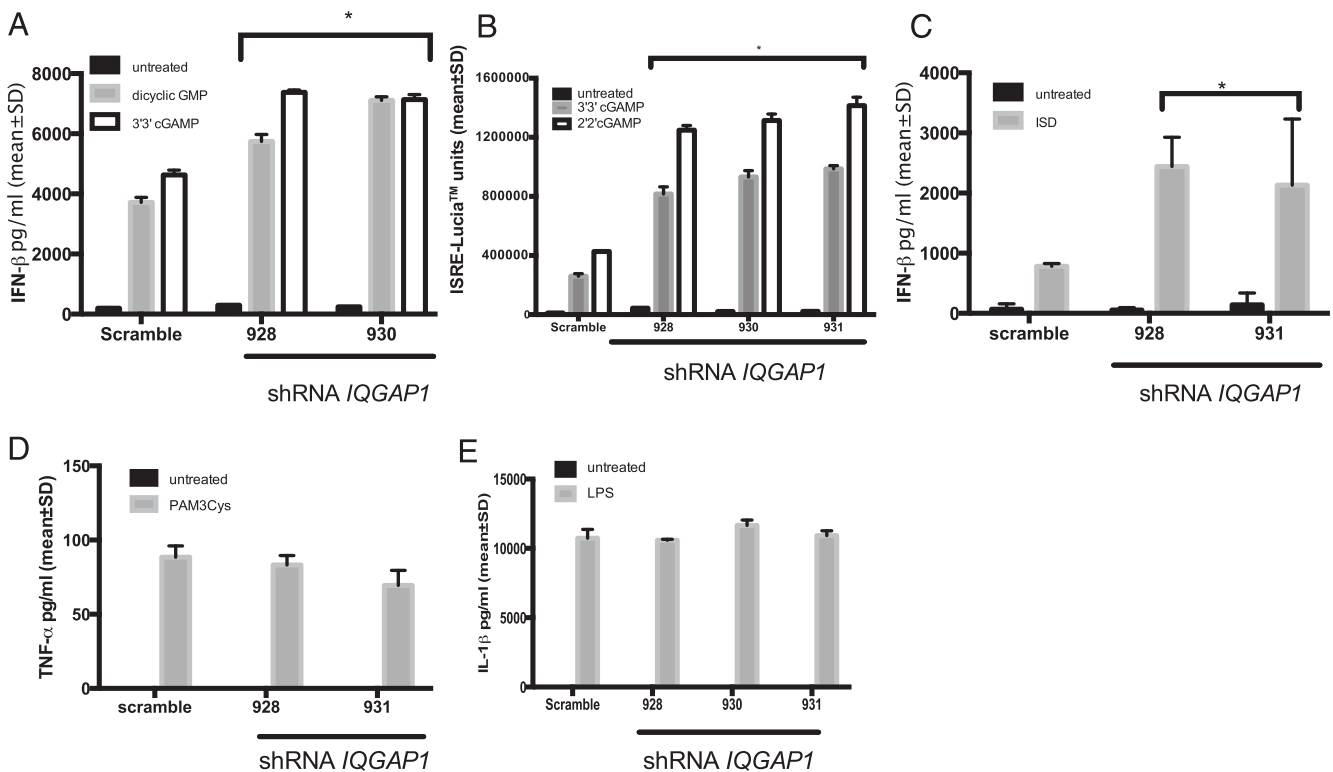 A
*
untreated
dicyclic GMP
3'3' cGAMP
IFN-β pg/ml (mean±SD)
8000
6000
4000
2000
0
Scramble 928 930
shRNA IQGAP1
B
*
untreated
3'3' cGAMP
2'2'cGAMP
ISRE-Lucia™ units (mean±SD)
1600000
1200000
800000
400000
0
Scramble 928 930 931
shRNA IQGAP1
C
*
untreated
ISD
IFN-β pg/ml (mean±SD)
4000
3000
2000
1000
0
scramble 928 931
shRNA IQGAP1
D
untreated
PAM3Cys
TNF-α pg/ml (mean±SD)
150
100
50
0
scramble 928 931
shRNA IQGAP1
E
untreated
LPS
IL-1β pg/ml (mean±SD)
15000
10000
5000
0
Scramble 928 930 931
shRNA IQGAP1